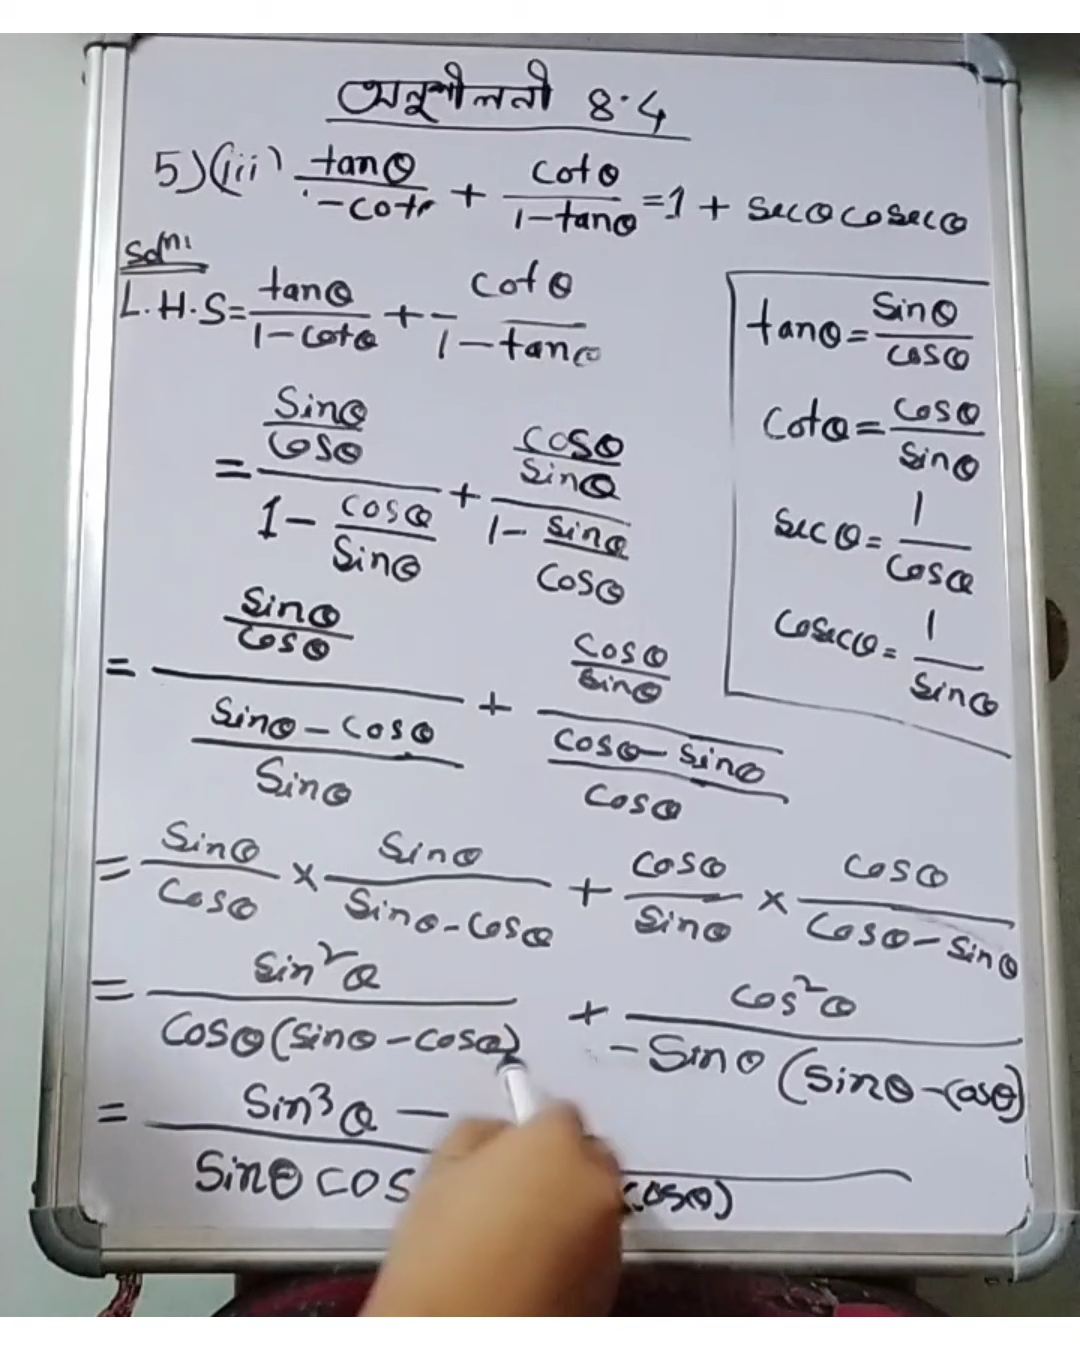 অনুশীলনী 8.4
5)(iii) tanθ/-cotθ + cotθ/1-tanθ = 1 + secθcosecθ
Solⁿ!
L.H.S = tanθ/1-cotθ + cotθ/1-tanθ
= (sinθ/cosθ)/(1 - cosθ/sinθ) + (cosθ/sinθ)/(1 - sinθ/cosθ)
= (sinθ/cosθ)/((sinθ - cosθ)/sinθ) + (cosθ/sinθ)/((cosθ - sinθ)/cosθ)
= sinθ/cosθ × sinθ/(sinθ - cosθ) + cosθ/sinθ × cosθ/(cosθ - sinθ)
= sin²θ/cosθ(sinθ - cosθ) + cos²θ/-sinθ(sinθ - cosθ)
= sin³θ - / sinθ cos cosθ)
tanθ = sinθ/cosθ
cotθ = cosθ/sinθ
secθ = 1/cosθ
cosecθ = 1/sinθ